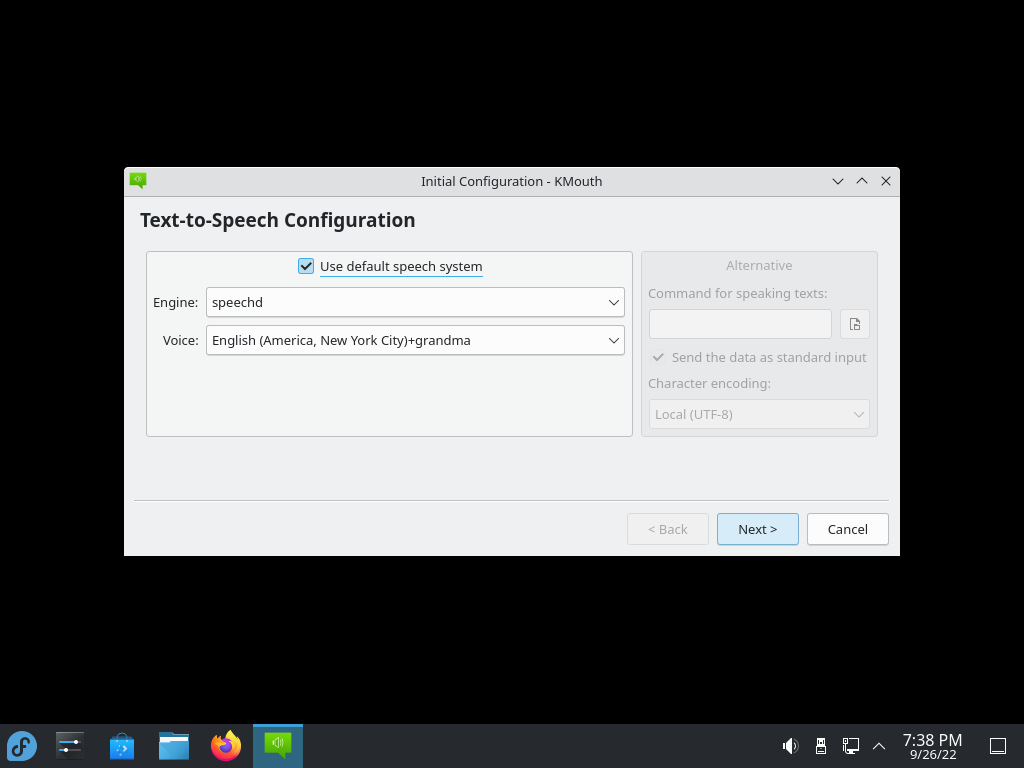 Initial Configuration - KMouth
Text-to-Speech Configuration
Use default speech system
Engine: speechd
Voice: English (America, New York City)+grandma
Alternative
Command for speaking texts:
Send the data as standard input
Character encoding:
Local (UTF-8)
< Back
Next >
Cancel
7:38 PM
9/26/22